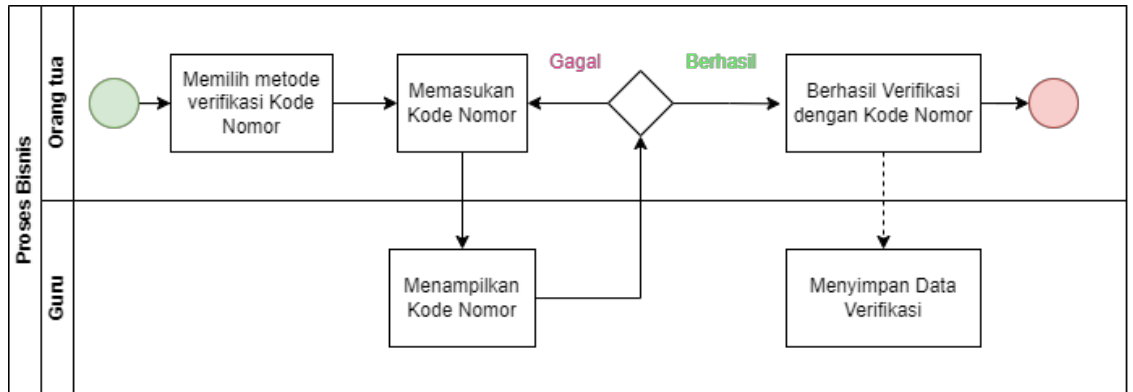 Proses Bisnis
Orang tua
Memilih metode
verifikasi Kode
Nomor
Memasukan
Kode Nomor
Gagal
Berhasil
Berhasil Verifikasi
dengan Kode Nomor
Guru
Menampilkan
Kode Nomor
Menyimpan Data
Verifikasi